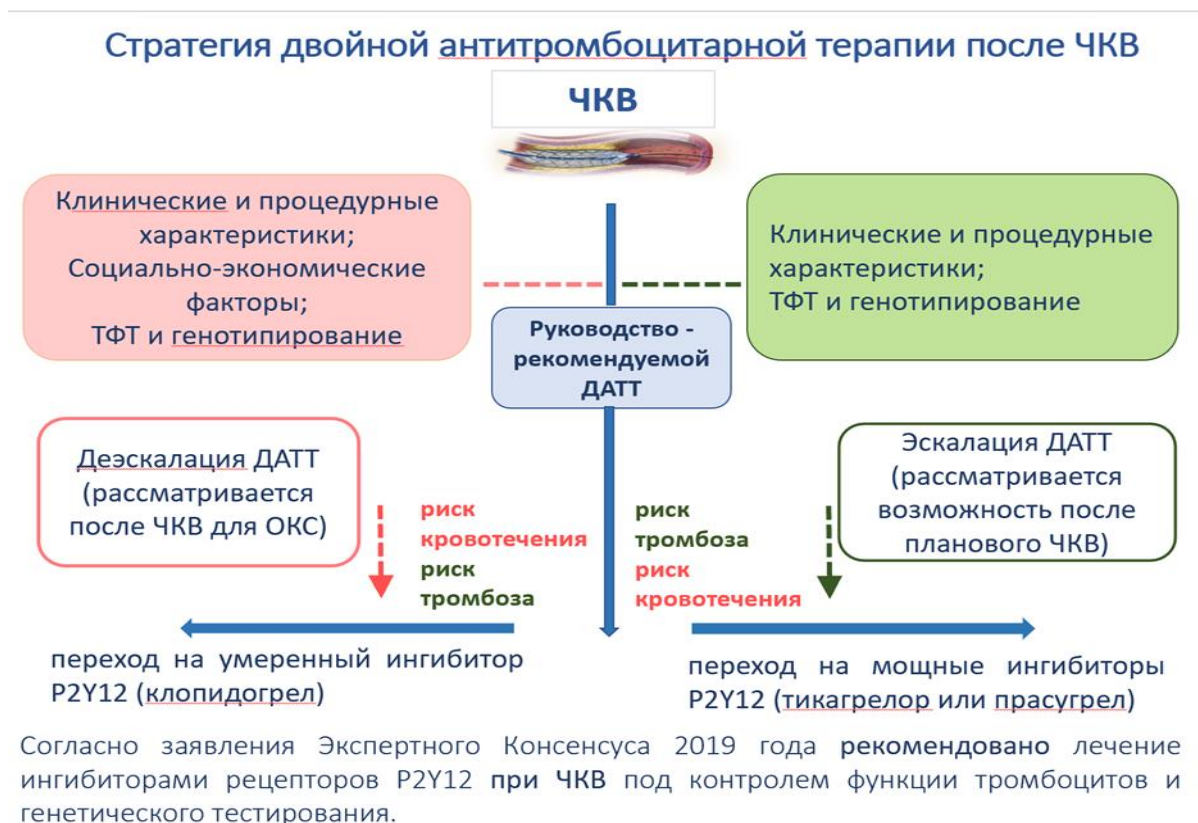 Стратегия двойной антитромбоцитарной терапии после ЧКВ
ЧКВ
Клинические и процедурные
характеристики;
Социально-экономические
факторы;
ТФТ и генотипирование
Клинические и процедурные
характеристики;
ТФТ и генотипирование
Руководство -
рекомендуемой
ДАТТ
Деэскалация ДАТТ
(рассматривается
после ЧКВ для ОКС)
риск
кровотечения
риск
тромбоза
риск
тромбоза
риск
кровотечения
Эскалация ДАТТ
(рассматривается
возможность после
планового ЧКВ)
переход на умеренный ингибитор
P2Y12 (клопидогрел)
переход на мощные ингибиторы
P2Y12 (тикагрелор или прасугрел)
Согласно заявления Экспертного Консенсуса 2019 года рекомендовано лечение
ингибиторами рецепторов P2Y12 при ЧКВ под контролем функции тромбоцитов и
генетического тестирования.